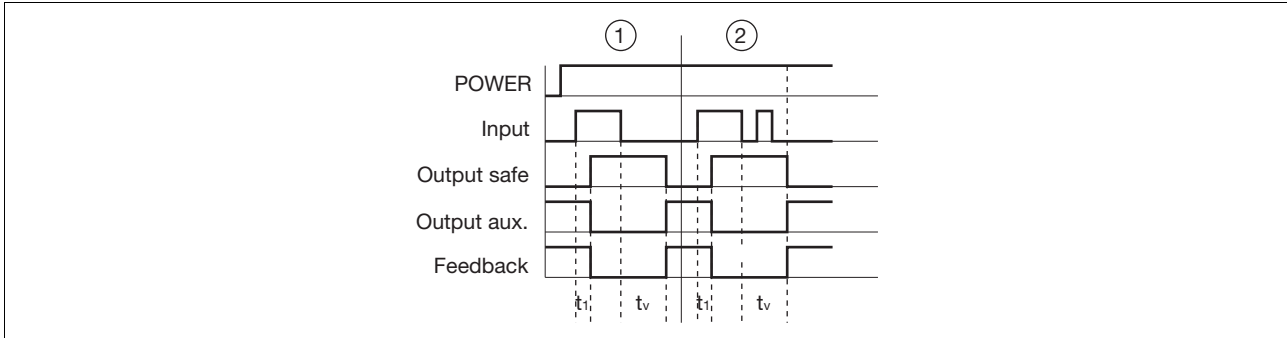 ① ②
POWER
Input
Output safe
Output aux.
Feedback
t₁ tᵥ t₁ tᵥ